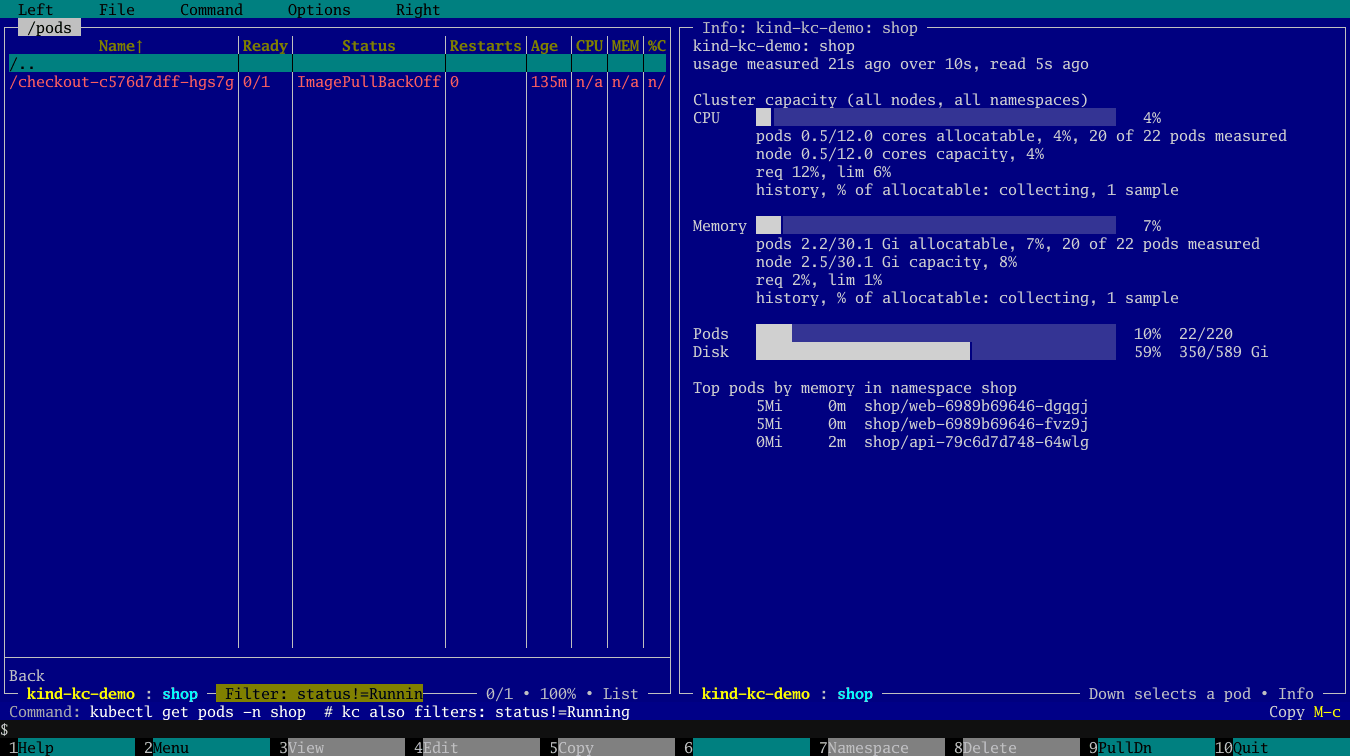 Left File Command Options Right
/pods
Name↑ Ready Status Restarts Age CPU MEM %C
/..
/checkout-c576d7dff-hgs7g 0/1 ImagePullBackOff 0 135m n/a n/a n/
Back
kind-kc-demo : shop Filter: status!=Runnin 0/1 • 100% • List
Info: kind-kc-demo: shop
kind-kc-demo: shop
usage measured 21s ago over 10s, read 5s ago
Cluster capacity (all nodes, all namespaces)
CPU 4%
pods 0.5/12.0 cores allocatable, 4%, 20 of 22 pods measured
node 0.5/12.0 cores capacity, 4%
req 12%, lim 6%
history, % of allocatable: collecting, 1 sample
Memory 7%
pods 2.2/30.1 Gi allocatable, 7%, 20 of 22 pods measured
node 2.5/30.1 Gi capacity, 8%
req 2%, lim 1%
history, % of allocatable: collecting, 1 sample
Pods 10% 22/220
Disk 59% 350/589 Gi
Top pods by memory in namespace shop
5Mi 0m shop/web-6989b69646-dgqgj
5Mi 0m shop/web-6989b69646-fvz9j
0Mi 2m shop/api-79c6d7d748-64wlg
kind-kc-demo : shop Down selects a pod • Info
Command: kubectl get pods -n shop # kc also filters: status!=Running Copy M-c
$
1Help 2Menu 3View 4Edit 5Copy 6 7Namespace 8Delete 9PullDn 10Quit